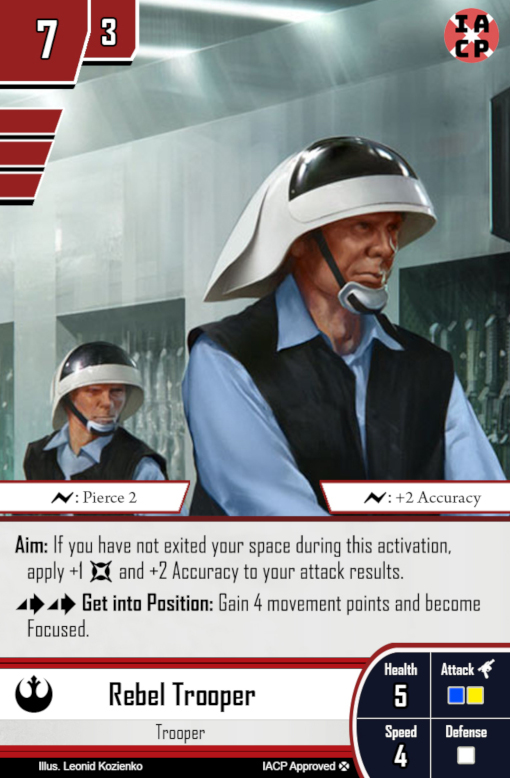 7
3
IA
CP
: Pierce 2
: +2 Accuracy
Aim: If you have not exited your space during this activation,
apply +1 and +2 Accuracy to your attack results.
Get into Position: Gain 4 movement points and become
Focused.
Rebel Trooper
Trooper
Health
5
Attack
Speed
4
Defense
Illus. Leonid Kozienko
IACP Approved